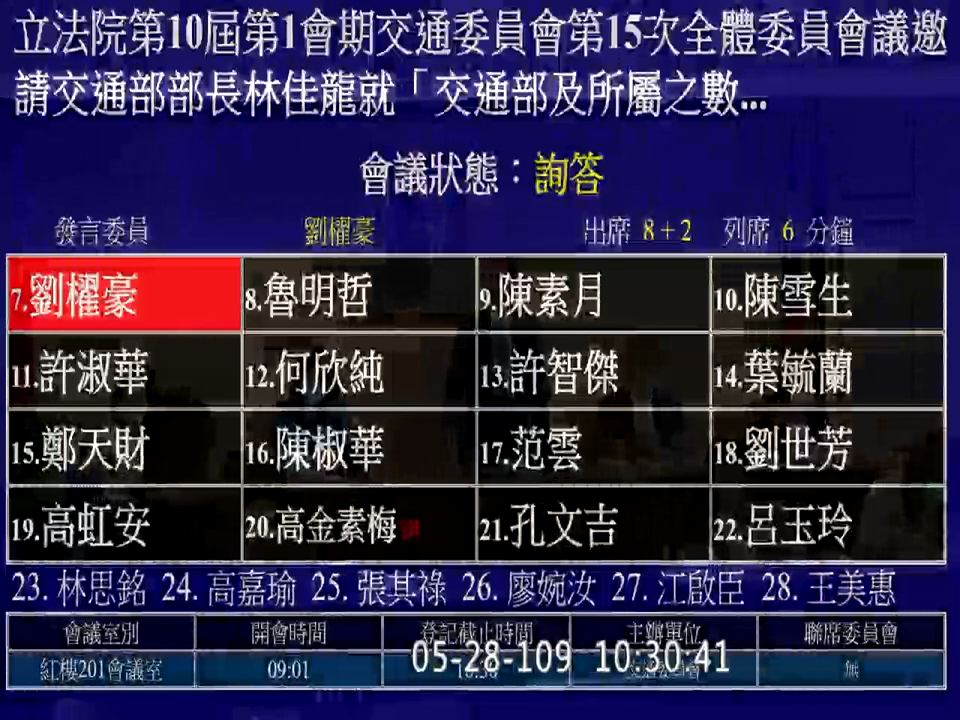 立法院第10屆第1會期交通委員會第15次全體委員會議邀
請交通部部長林佳龍就「交通部及所屬之數...
會議狀態：詢答
發言委員 劉櫂豪 出席 8+2 列席 6 分鐘
7.劉櫂豪 8.魯明哲 9.陳素月 10.陳雪生
11.許淑華 12.何欣純 13.許智傑 14.葉毓蘭
15.鄭天財 16.陳椒華 17.范雲 18.劉世芳
19.高虹安 20.高金素梅 21.孔文吉 22.呂玉玲
23. 林思銘 24. 高嘉瑜 25. 張其祿 26. 廖婉汝 27. 江啟臣 28. 王美惠
會議室別 開會時間 登記截止時間 主辦單位 聯席委員會
紅樓201會議室 09:01 無
05-28-109 10:30:41